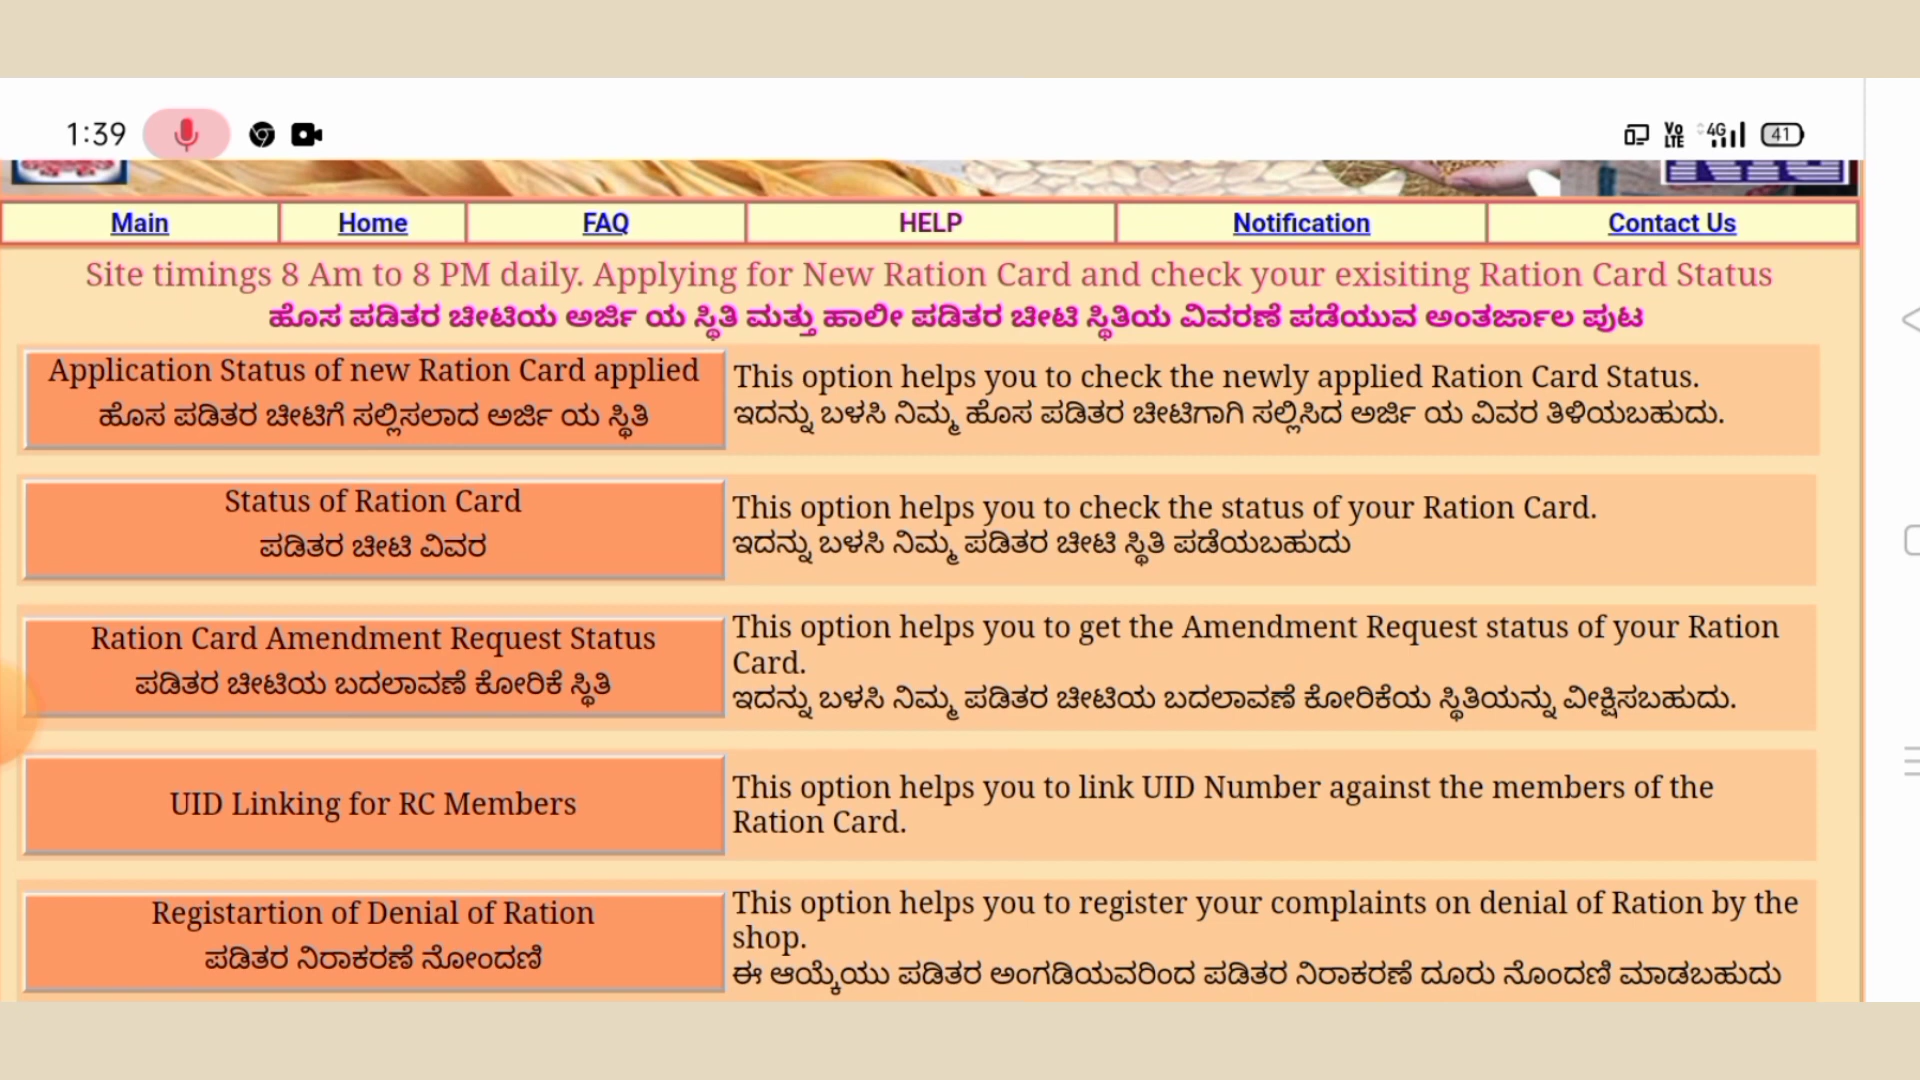 1:39
Vo LTE 4G 41
Main Home FAQ HELP Notification Contact Us
Site timings 8 Am to 8 PM daily. Applying for New Ration Card and check your exisiting Ration Card Status
ಹೊಸ ಪಡಿತರ ಚೀಟಿಯ ಅರ್ಜಿ ಯ ಸ್ಥಿತಿ ಮತ್ತು ಹಾಲೀ ಪಡಿತರ ಚೀಟಿ ಸ್ಥಿತಿಯ ವಿವರಣೆ ಪಡೆಯುವ ಅಂತರ್ಜಾಲ ಪುಟ
Application Status of new Ration Card applied
ಹೊಸ ಪಡಿತರ ಚೀಟಿಗೆ ಸಲ್ಲಿಸಲಾದ ಅರ್ಜಿ ಯ ಸ್ಥಿತಿ
This option helps you to check the newly applied Ration Card Status.
ಇದನ್ನು ಬಳಸಿ ನಿಮ್ಮ ಹೊಸ ಪಡಿತರ ಚೀಟಿಗಾಗಿ ಸಲ್ಲಿಸಿದ ಅರ್ಜಿ ಯ ವಿವರ ತಿಳಿಯಬಹುದು.
Status of Ration Card
ಪಡಿತರ ಚೀಟಿ ವಿವರ
This option helps you to check the status of your Ration Card.
ಇದನ್ನು ಬಳಸಿ ನಿಮ್ಮ ಪಡಿತರ ಚೀಟಿ ಸ್ಥಿತಿ ಪಡೆಯಬಹುದು
Ration Card Amendment Request Status
ಪಡಿತರ ಚೀಟಿಯ ಬದಲಾವಣೆ ಕೋರಿಕೆ ಸ್ಥಿತಿ
This option helps you to get the Amendment Request status of your Ration
Card.
ಇದನ್ನು ಬಳಸಿ ನಿಮ್ಮ ಪಡಿತರ ಚೀಟಿಯ ಬದಲಾವಣೆ ಕೋರಿಕೆಯ ಸ್ಥಿತಿಯನ್ನು ವೀಕ್ಷಿಸಬಹುದು.
UID Linking for RC Members
This option helps you to link UID Number against the members of the
Ration Card.
Registartion of Denial of Ration
ಪಡಿತರ ನಿರಾಕರಣೆ ನೋಂದಣಿ
This option helps you to register your complaints on denial of Ration by the
shop.
ಈ ಆಯ್ಕೆಯು ಪಡಿತರ ಅಂಗಡಿಯವರಿಂದ ಪಡಿತರ ನಿರಾಕರಣೆ ದೂರು ನೊಂದಣಿ ಮಾಡಬಹುದು